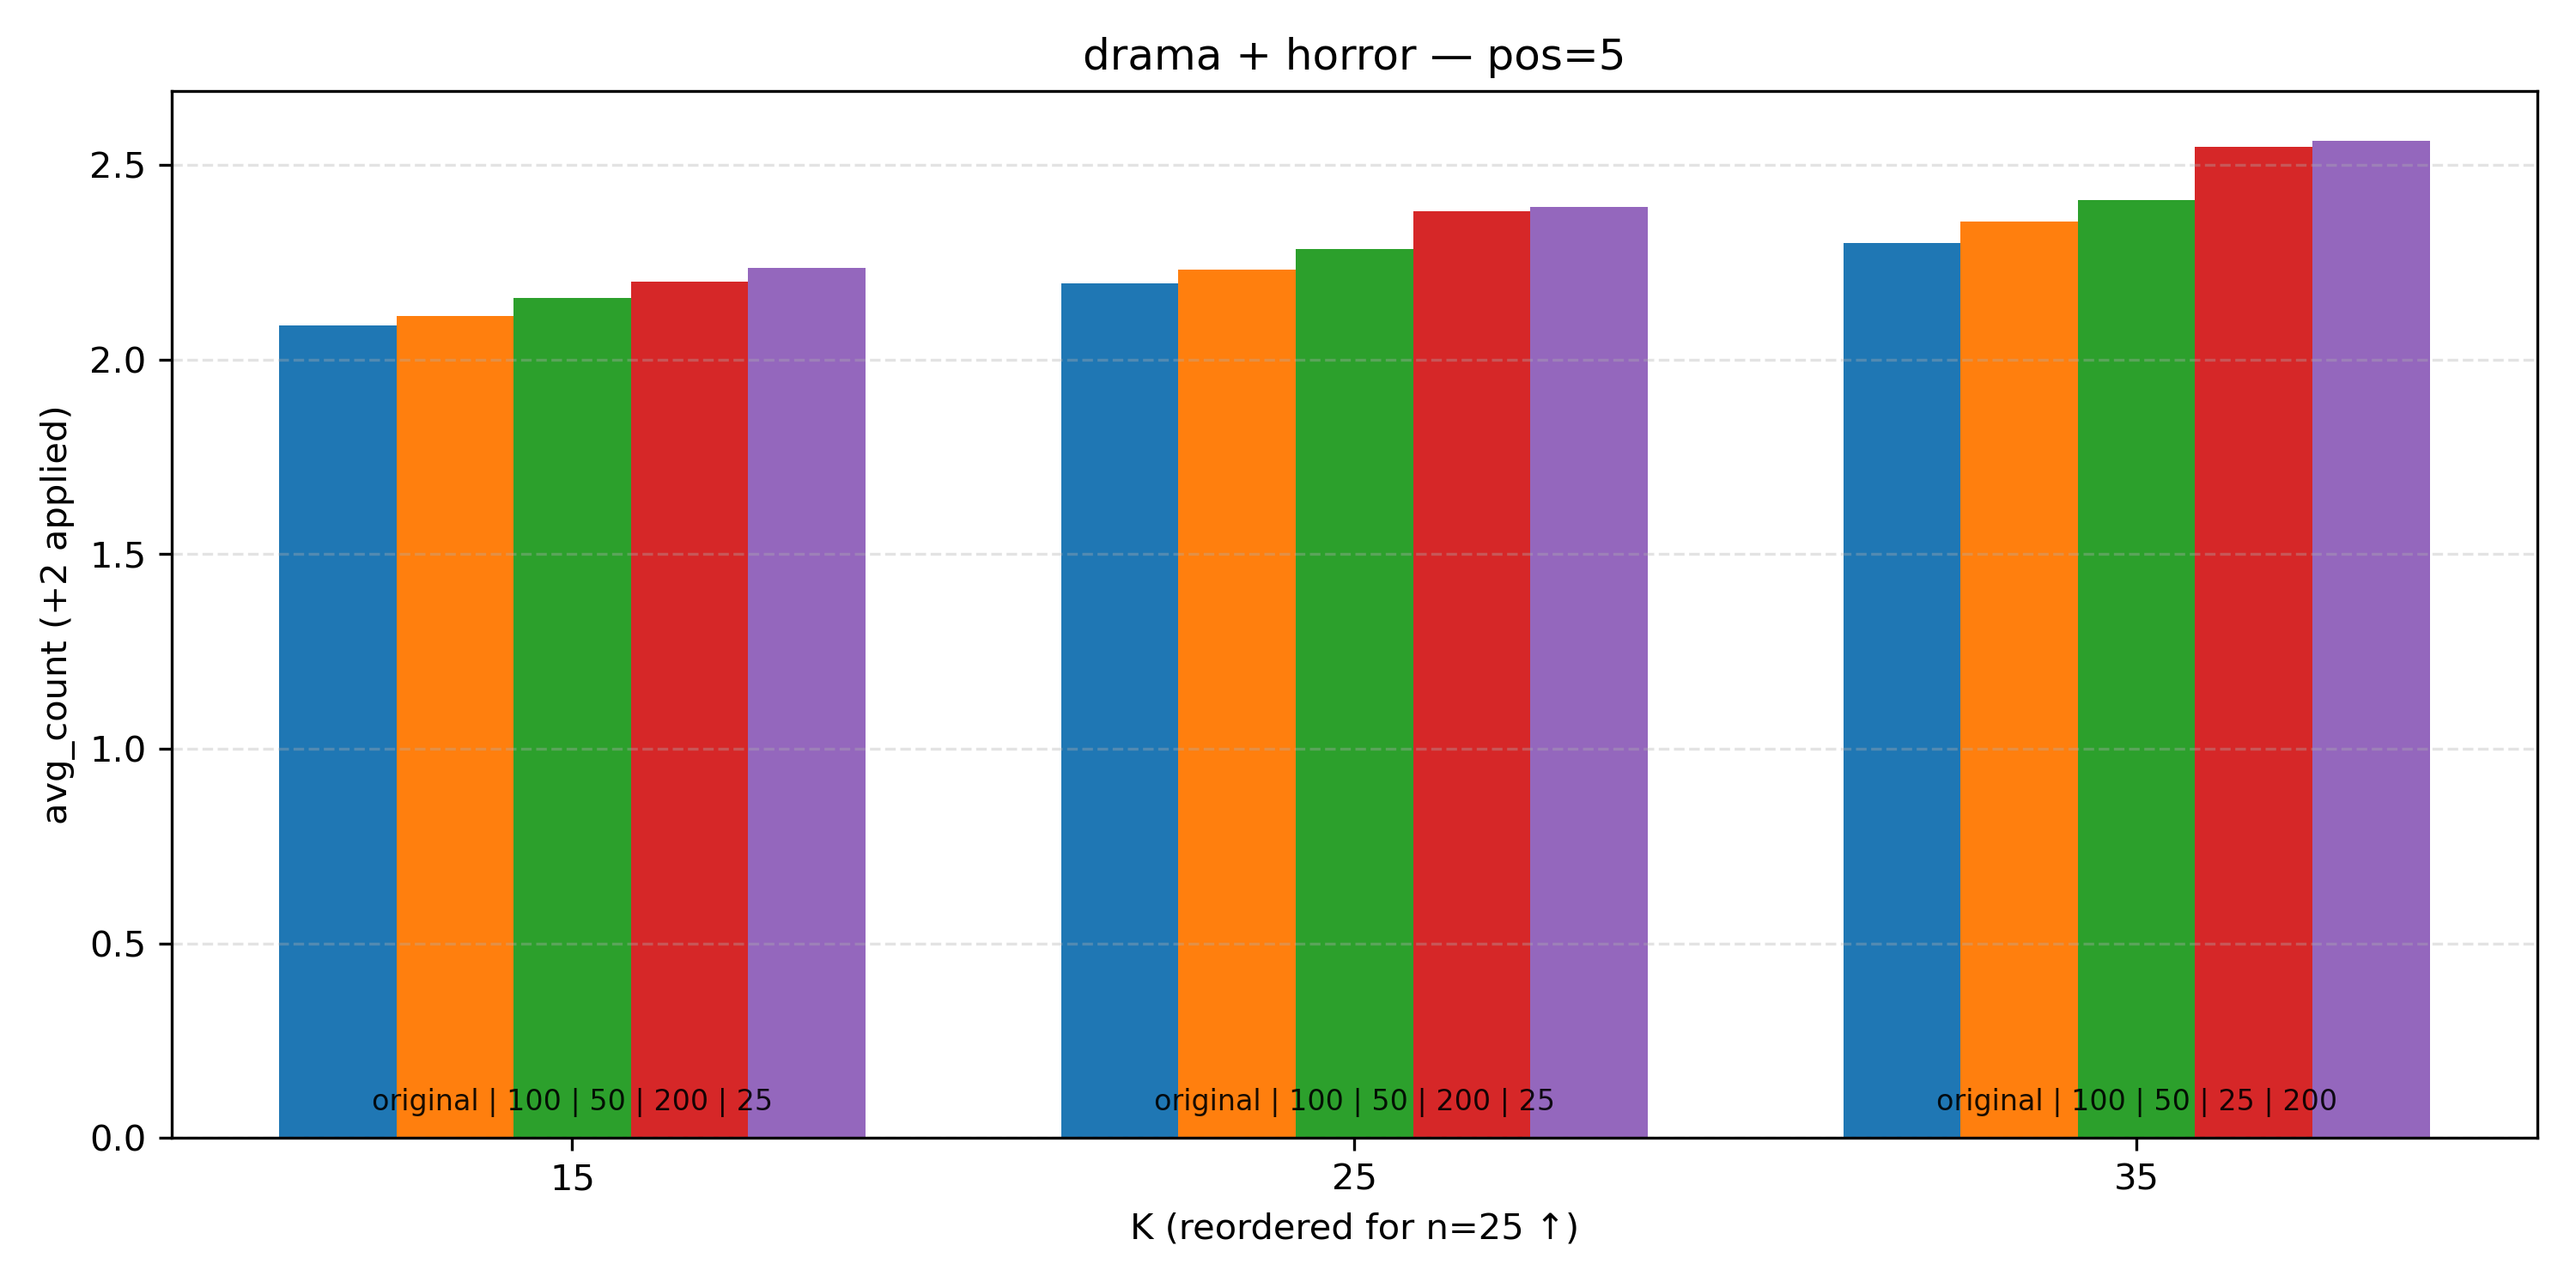 drama + horror — pos=5
avg_count (+2 applied)
2.5
2.0
1.5
1.0
0.5
0.0
original | 100 | 50 | 200 | 25
original | 100 | 50 | 200 | 25
original | 100 | 50 | 25 | 200
15
25
35
K (reordered for n=25 ↑)